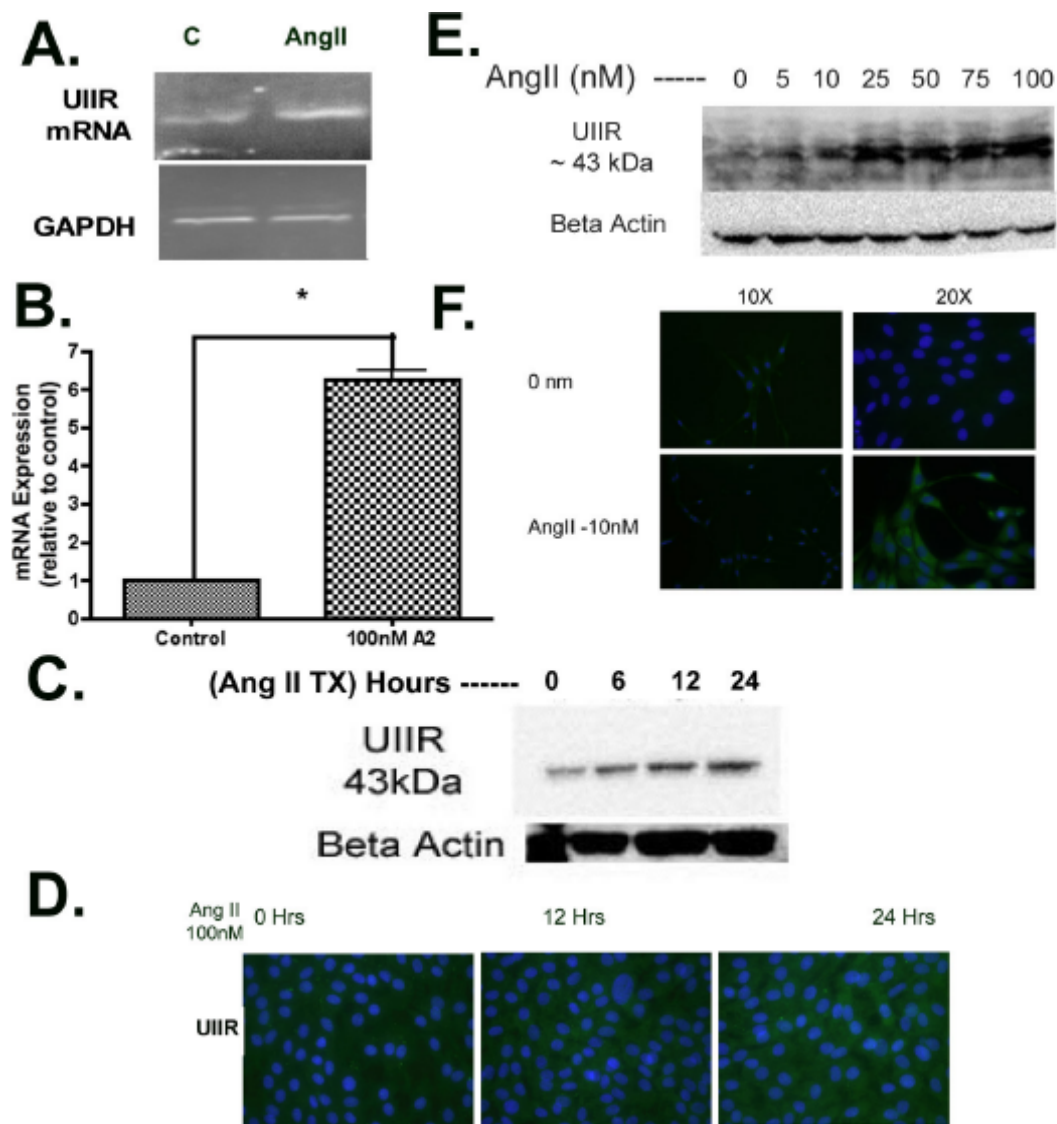 A.
C AngII
UIIR
mRNA
GAPDH
B.
*
7
6
5
4
3
2
1
0
mRNA Expression
(relative to control)
Control 100nM A2
C.
(Ang II TX) Hours ------ 0 6 12 24
UIIR
43kDa
Beta Actin
D.
Ang II
100nM
0 Hrs 12 Hrs 24 Hrs
UIIR
E.
AngII (nM) ----- 0 5 10 25 50 75 100
UIIR
~ 43 kDa
Beta Actin
F.
10X 20X
0 nm
AngII -10nM